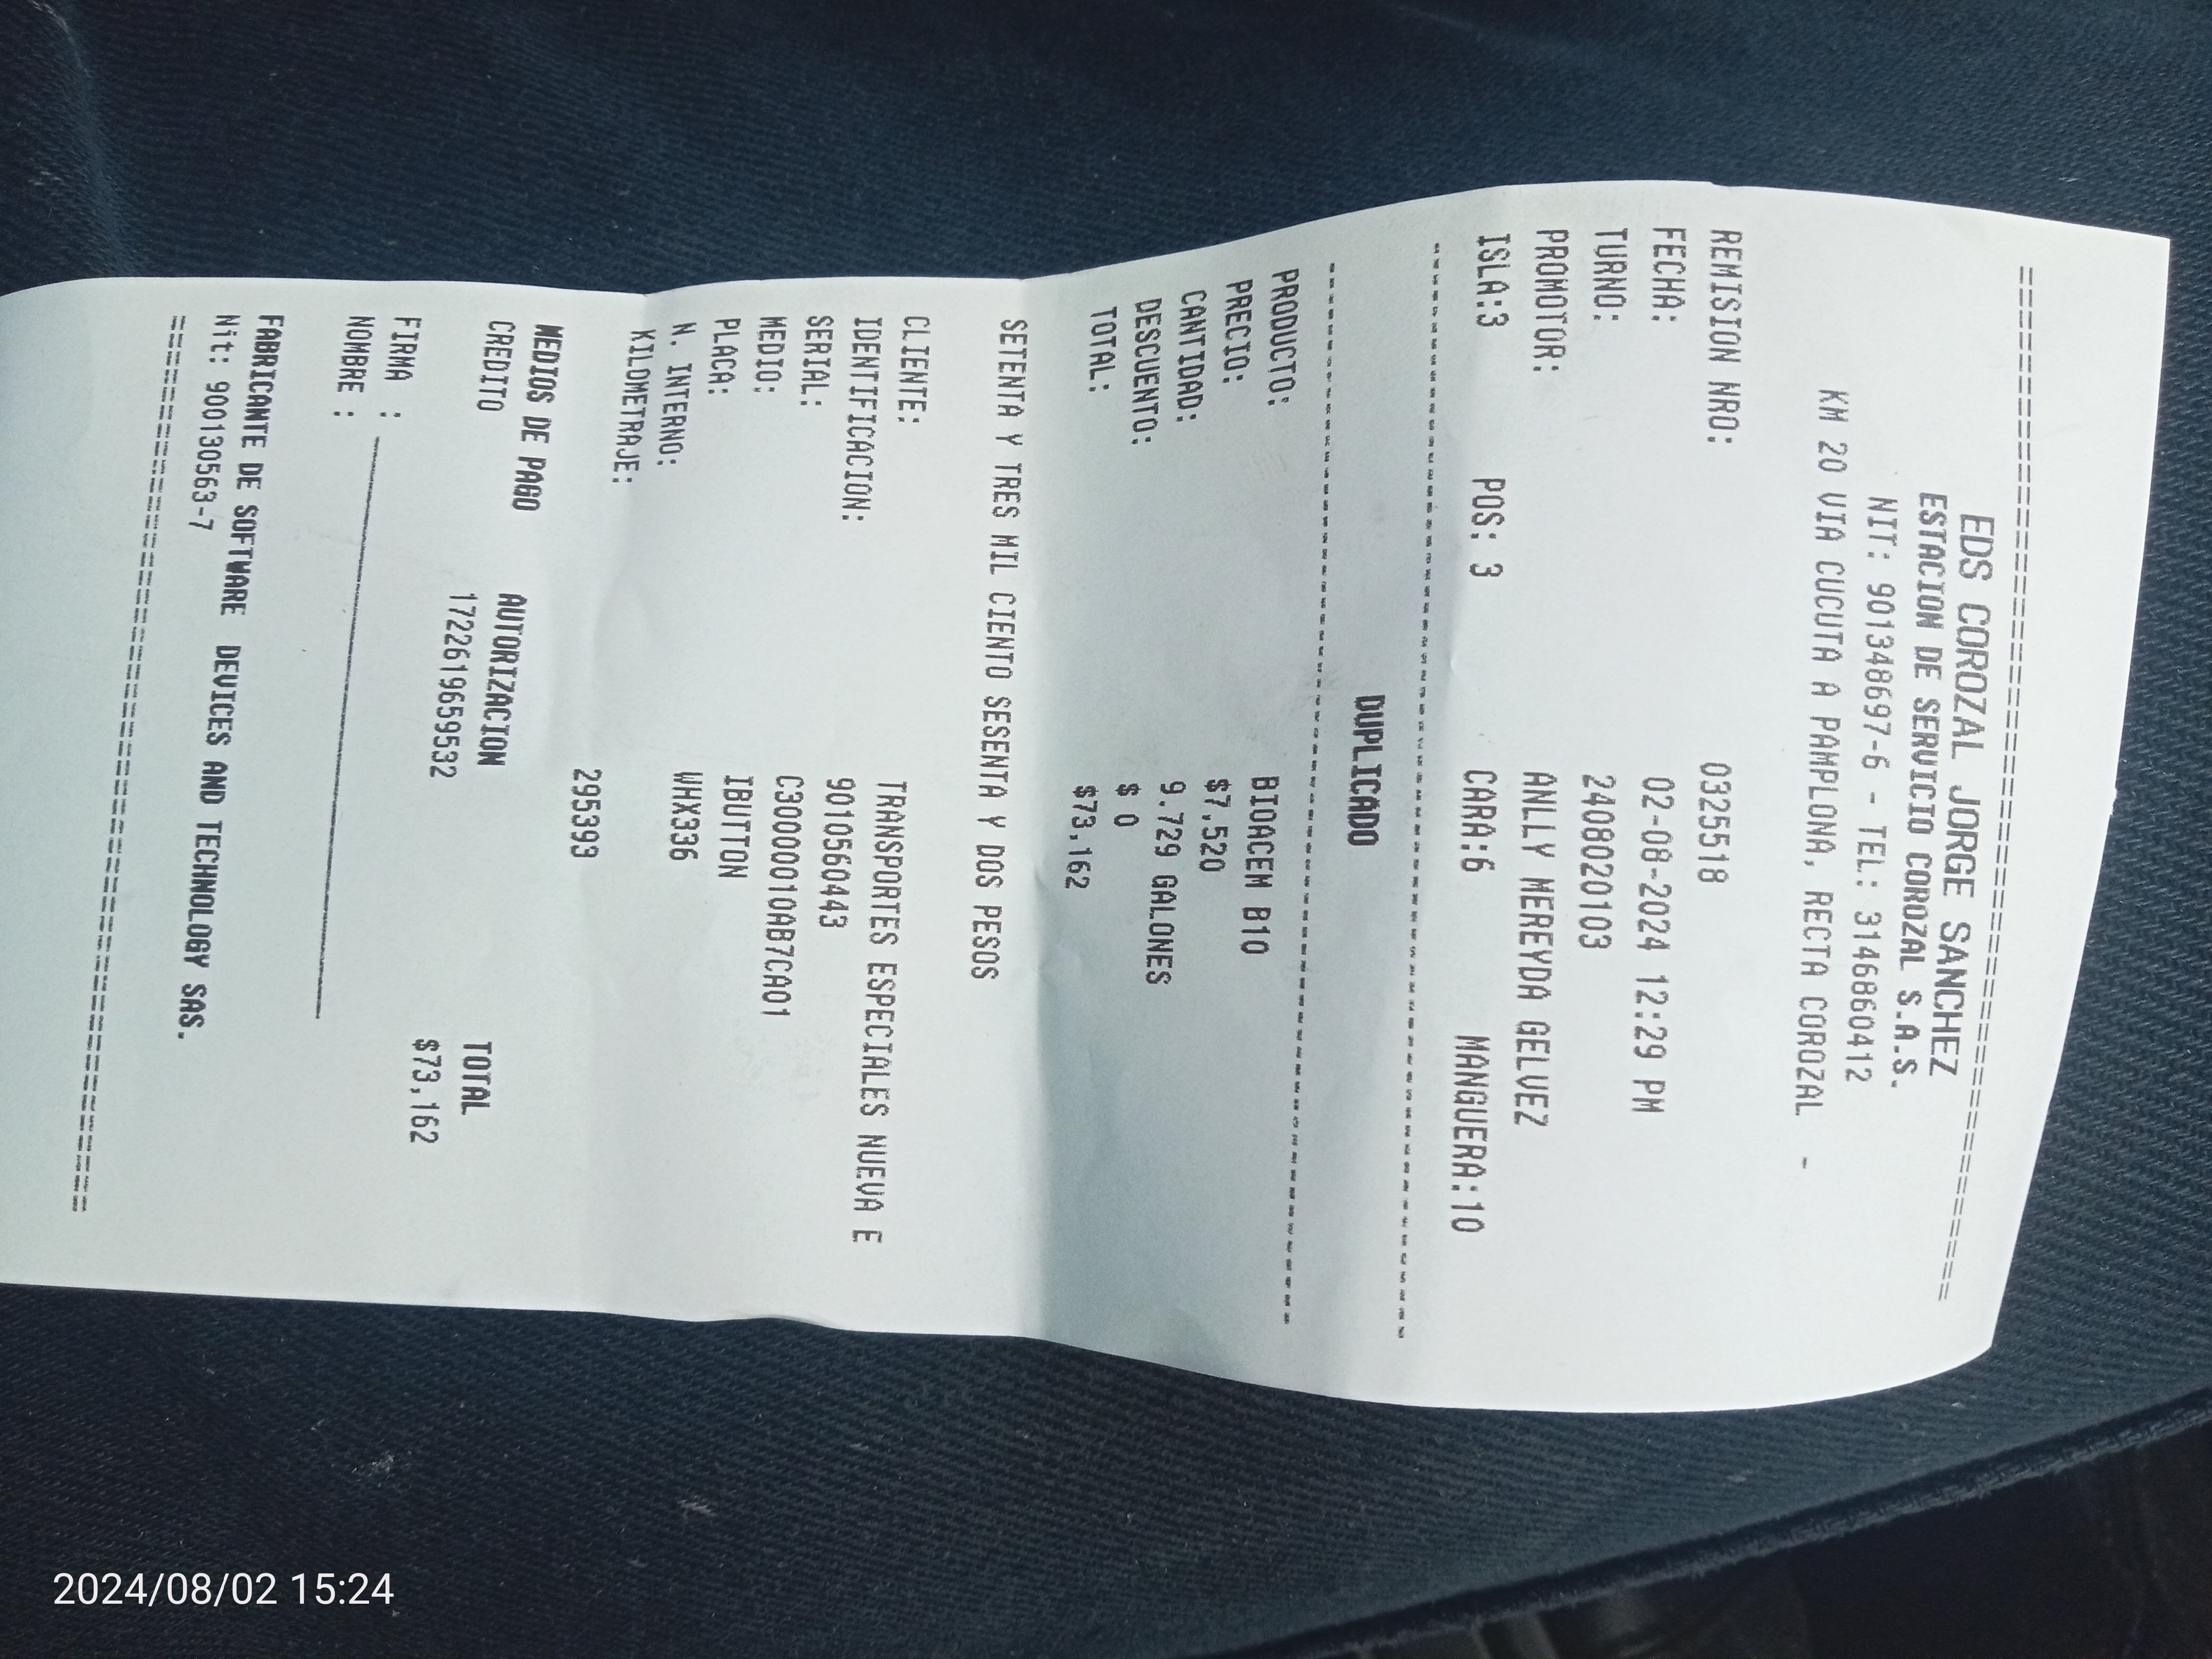 ================================================
EDS COROZAL JORGE SANCHEZ
ESTACION DE SERVICIO COROZAL S.A.S.
NIT: 901348697-6 - TEL: 3146860412
KM 20 VIA CUCUTA A PAMPLONA, RECTA COROZAL -
REMISION NRO: 0325518
FECHA: 02-08-2024 12:29 PM
TURNO: 240802020103
PROMOTOR: ANLLY MEREYDA GELVEZ
ISLA:3 POS: 3 CARA:6 MANGUERA:10
------------------------------------------------
DUPLICADO
------------------------------------------------
PRODUCTO: BIOACEM B10
PRECIO: $7,520
CANTIDAD: 9.729 GALONES
DESCUENTO: $ 0
TOTAL: $73,162
SETENTA Y TRES MIL CIENTO SESENTA Y DOS PESOS
CLIENTE: TRANSPORTES ESPECIALES NUEVA E
IDENTIFICACION: 9010560443
SERIAL: C3000001OAB7CA01
MEDIO: IBUTTON
PLACA: WHX336
N. INTERNO:
KILOMETRAJE: 295393
MEDIOS DE PAGO AUTORIZACION TOTAL
CREDITO 1722619659532 $73,162
FIRMA :
NOMBRE :
FABRICANTE DE SOFTWARE DEVICES AND TECHNOLOGY SAS.
Nit: 900130563-7
================================================
2024/08/02 15:24